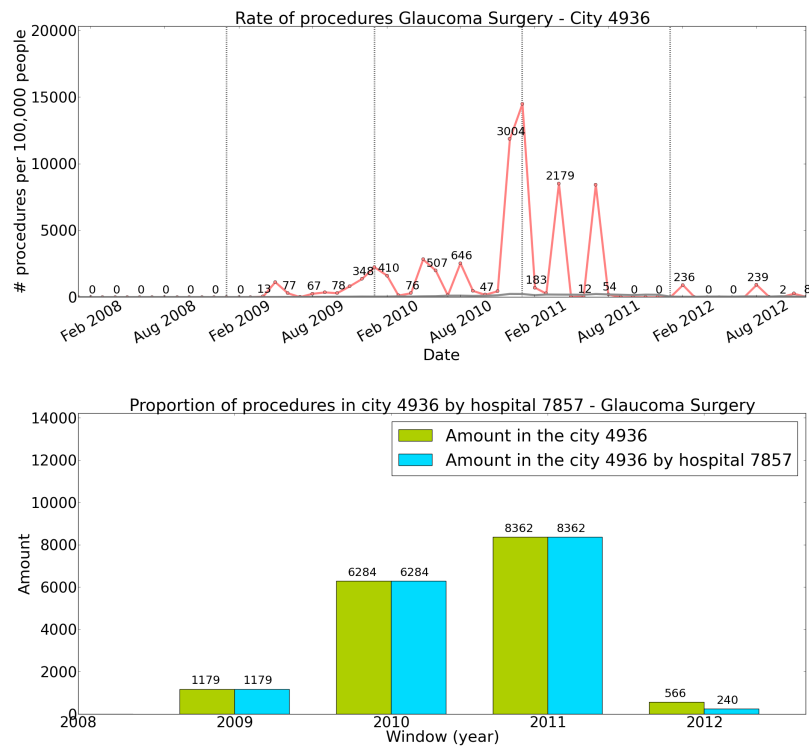 Rate of procedures Glaucoma Surgery - City 4936
# procedures per 100,000 people
20000
15000
10000
5000
0
0 0 0 0 0 0 0 13 77 67 78 348 410 76 507 646 47 3004 183 2179 12 54 0 0 236 0 0 239 2 8
Feb 2008 Aug 2008 Feb 2009 Aug 2009 Feb 2010 Aug 2010 Feb 2011 Aug 2011 Feb 2012 Aug 2012
Date
Proportion of procedures in city 4936 by hospital 7857 - Glaucoma Surgery
Amount
14000
12000
10000
8000
6000
4000
2000
0
Amount in the city 4936
Amount in the city 4936 by hospital 7857
1179 1179 6284 6284 8362 8362 566 240
0
2008 2009 2010 2011 2012
Window (year)